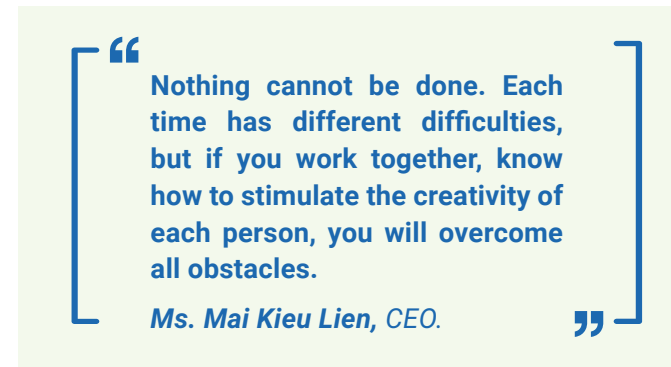 “
Nothing cannot be done. Each
time has different difficulties,
but if you work together, know
how to stimulate the creativity of
each person, you will overcome
all obstacles.
Ms. Mai Kieu Lien, CEO.
”